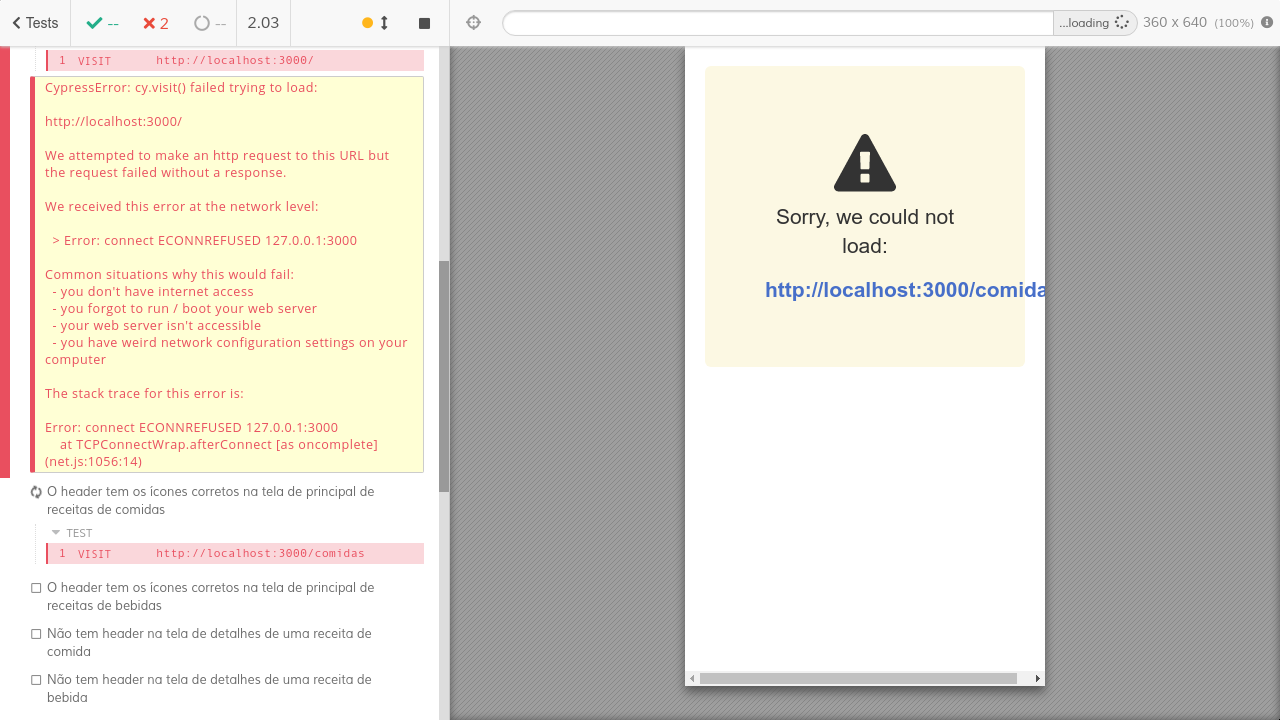 Tests
--
2
--
2.03
...loading
360 x 640 (100%)
1 VISIT http://localhost:3000/
CypressError: cy.visit() failed trying to load:
http://localhost:3000/
We attempted to make an http request to this URL but
the request failed without a response.
We received this error at the network level:
> Error: connect ECONNREFUSED 127.0.0.1:3000
Common situations why this would fail:
- you don't have internet access
- you forgot to run / boot your web server
- your web server isn't accessible
- you have weird network configuration settings on your
computer
The stack trace for this error is:
Error: connect ECONNREFUSED 127.0.0.1:3000
at TCPConnectWrap.afterConnect [as oncomplete]
(net.js:1056:14)
O header tem os ícones corretos na tela de principal de
receitas de comidas
TEST
1 VISIT http://localhost:3000/comidas
O header tem os ícones corretos na tela de principal de
receitas de bebidas
Não tem header na tela de detalhes de uma receita de
comida
Não tem header na tela de detalhes de uma receita de
bebida
Sorry, we could not
load:
http://localhost:3000/comida